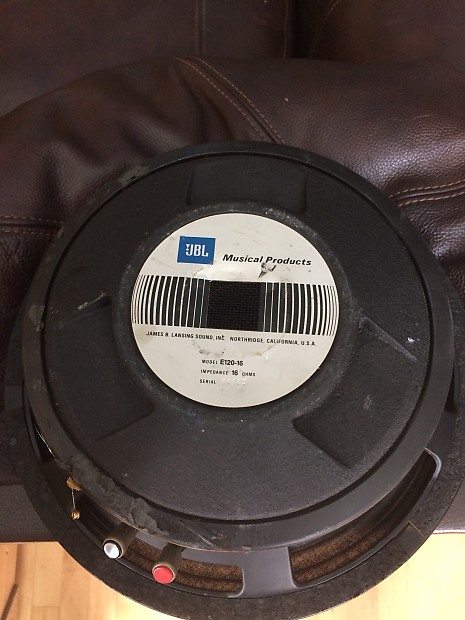 JBL
Musical Products
JAMES B. LANSING SOUND, INC. NORTHRIDGE, CALIFORNIA, U.S.A.
MODEL E120-16
IMPEDANCE 16 OHMS
SERIAL